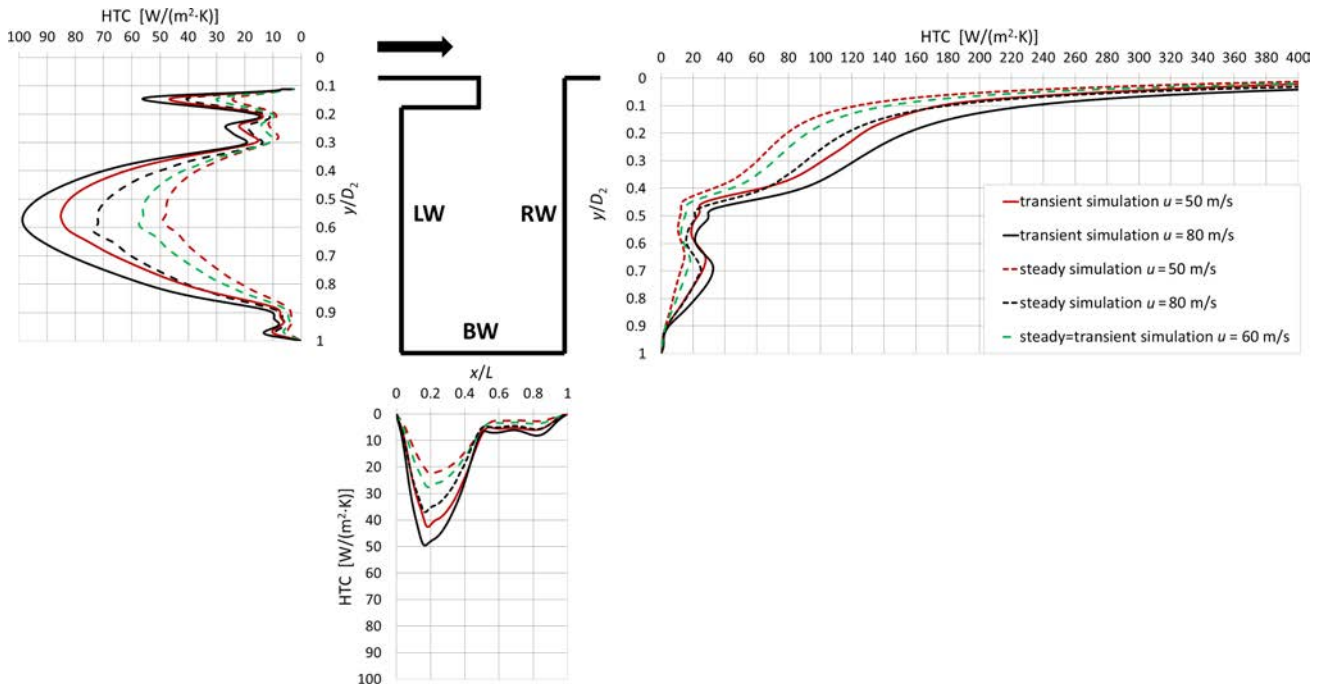 HTC [W/(m²·K)]
100 90 80 70 60 50 40 30 20 10 0
0
0.1
0.2
0.3
0.4
0.5
0.6
0.7
0.8
0.9
1
y/D₂
LW
RW
BW
HTC [W/(m²·K)]
0 20 40 60 80 100 120 140 160 180 200 220 240 260 280 300 320 340 360 380 400
0
0.1
0.2
0.3
0.4
0.5
0.6
0.7
0.8
0.9
1
y/D₂
transient simulation u = 50 m/s
transient simulation u = 80 m/s
steady simulation u = 50 m/s
steady simulation u = 80 m/s
steady=transient simulation u = 60 m/s
x/L
0 0.2 0.4 0.6 0.8 1
0
10
20
30
40
50
60
70
80
90
100
HTC [W/(m²·K)]